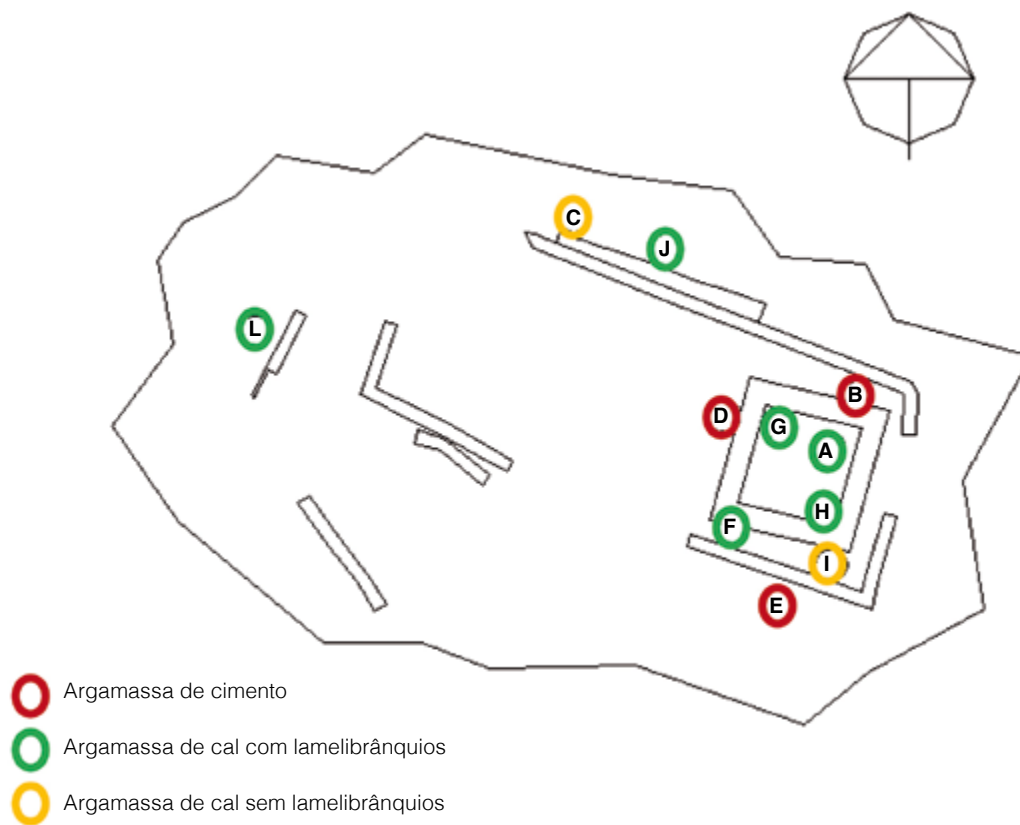 C
J
L
B
D
G
A
H
F
I
E
Argamassa de cimento
Argamassa de cal com lamelibrânquios
Argamassa de cal sem lamelibrânquios